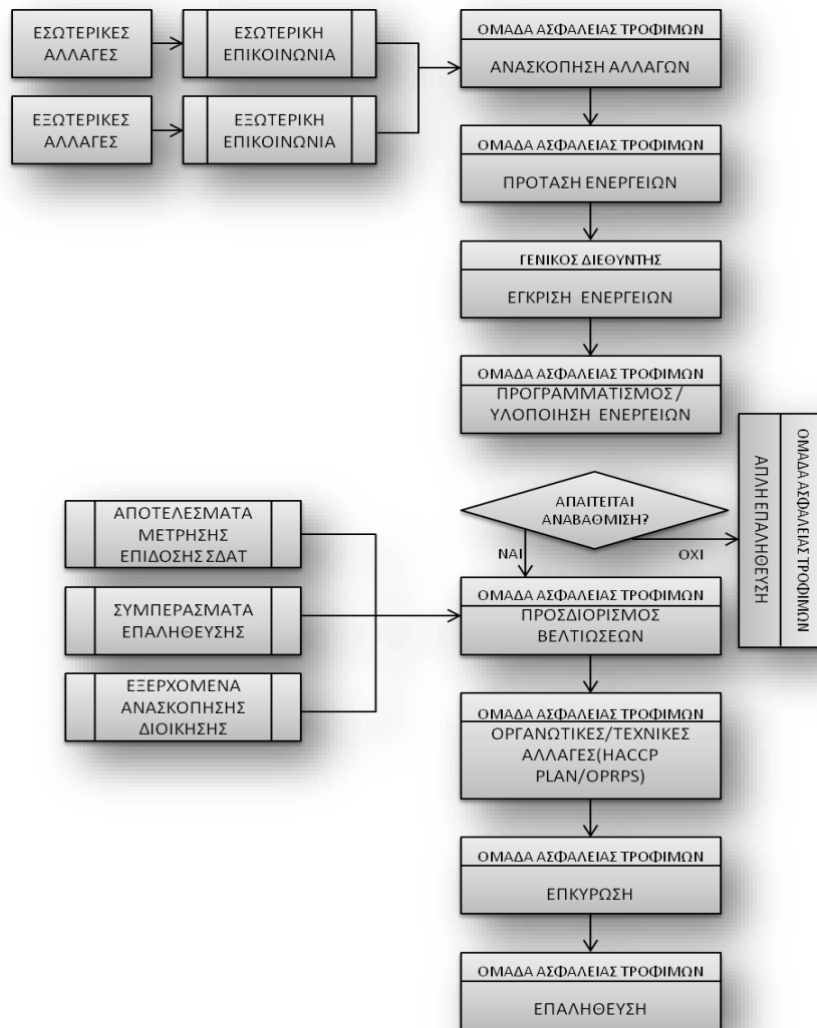 ΕΣΩΤΕΡΙΚΕΣ
ΑΛΛΑΓΕΣ
ΕΣΩΤΕΡΙΚΗ
ΕΠΙΚΟΙΝΩΝΙΑ
ΟΜΑΔΑ ΑΣΦΑΛΕΙΑΣ ΤΡΟΦΙΜΩΝ
ΑΝΑΣΚΟΠΗΣΗ ΑΛΛΑΓΩΝ
ΕΞΩΤΕΡΙΚΕΣ
ΑΛΛΑΓΕΣ
ΕΞΩΤΕΡΙΚΗ
ΕΠΙΚΟΙΝΩΝΙΑ
ΟΜΑΔΑ ΑΣΦΑΛΕΙΑΣ ΤΡΟΦΙΜΩΝ
ΠΡΟΤΑΣΗ ΕΝΕΡΓΕΙΩΝ
ΓΕΝΙΚΟΣ ΔΙΕΘΥΝΤΗΣ
ΕΓΚΡΙΣΗ ΕΝΕΡΓΕΙΩΝ
ΟΜΑΔΑ ΑΣΦΑΛΕΙΑΣ ΤΡΟΦΙΜΩΝ
ΠΡΟΓΡΑΜΜΑΤΙΣΜΟΣ/
ΥΛΟΠΟΙΗΣΗ ΕΝΕΡΓΕΙΩΝ
ΑΠΑΙΤΕΙΤΑΙ
ΑΝΑΒΑΘΜΙΣΗ?
ΝΑΙ
ΟΧΙ
ΟΜΑΔΑ ΑΣΦΑΛΕΙΑΣ ΤΡΟΦΙΜΩΝ
ΑΠΛΗ ΕΠΑΛΗΘΕΥΣΗ
ΑΠΟΤΕΛΕΣΜΑΤΑ
ΜΕΤΡΗΣΗΣ
ΕΠΙΔΟΣΗΣ ΣΔΑΤ
ΣΥΜΠΕΡΑΣΜΑΤΑ
ΕΠΑΛΗΘΕΥΣΗΣ
ΕΞΕΡΧΟΜΕΝΑ
ΑΝΑΣΚΟΠΗΣΗΣ
ΔΙΟΙΚΗΣΗΣ
ΟΜΑΔΑ ΑΣΦΑΛΕΙΑΣ ΤΡΟΦΙΜΩΝ
ΠΡΟΣΔΙΟΡΙΣΜΟΣ
ΒΕΛΤΙΩΣΕΩΝ
ΟΜΑΔΑ ΑΣΦΑΛΕΙΑΣ ΤΡΟΦΙΜΩΝ
ΟΡΓΑΝΩΤΙΚΕΣ/ΤΕΧΝΙΚΕΣ
ΑΛΛΑΓΕΣ(HACCP
PLAN/OPRPS)
ΟΜΑΔΑ ΑΣΦΑΛΕΙΑΣ ΤΡΟΦΙΜΩΝ
ΕΠΚΥΡΩΣΗ
ΟΜΑΔΑ ΑΣΦΑΛΕΙΑΣ ΤΡΟΦΙΜΩΝ
ΕΠΑΛΗΘΕΥΣΗ